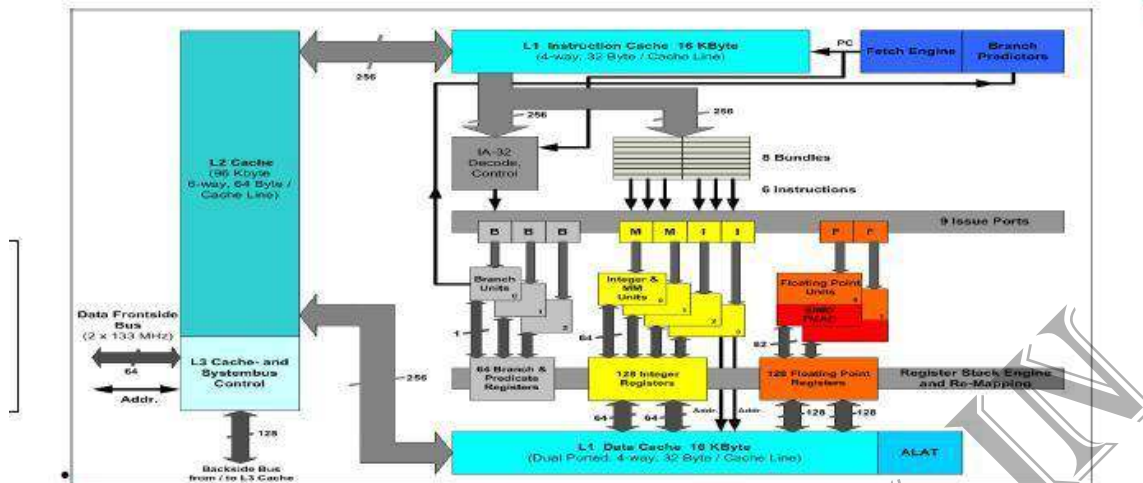 L1 Instruction Cache 16 KByte
(4-way, 32 Byte / Cache Line)
PC
Fetch Engine
Branch
Predictors
256
256
256
IA-32
Decode,
Control
8 Bundles
6 Instructions
L2 Cache
(96 Kbyte
6-way, 64 Byte /
Cache Line)
9 Issue Ports
B B B
M M I I
F F
Branch
Units
0
1
2
Integer &
MM
Units
Floating Point
Units
Data Frontside
Bus
(2 x 133 MHz)
64
Addr.
L3 Cache- and
Systembus
Control
1
64
82
256
64 Branch &
Predicate
Registers
128 Integer
Registers
128 Floating Point
Registers
Register Stack Engine
and Re-Mapping
64
64
Addr.
Addr.
128
128
128
Backside Bus
from / to L3 Cache
L1 Data Cache 16 KByte
(Dual Ported, 4-way, 32 Byte / Cache Line)
ALAT
IN